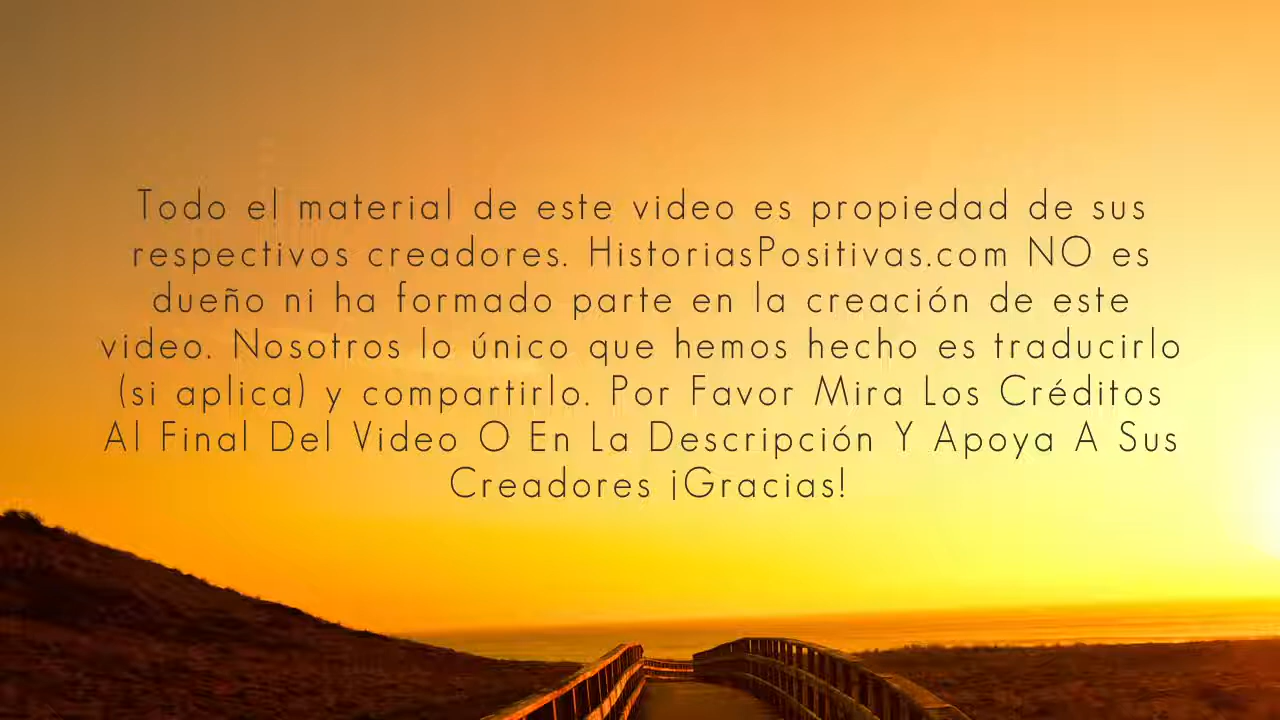 Todo el material de este video es propiedad de sus
respectivos creadores. HistoriasPositivas.com NO es
dueño ni ha formado parte en la creación de este
video. Nosotros lo único que hemos hecho es traducirlo
(si aplica) y compartirlo. Por Favor Mira Los Créditos
Al Final Del Video O En La Descripción Y Apoya A Sus
Creadores ¡Gracias!